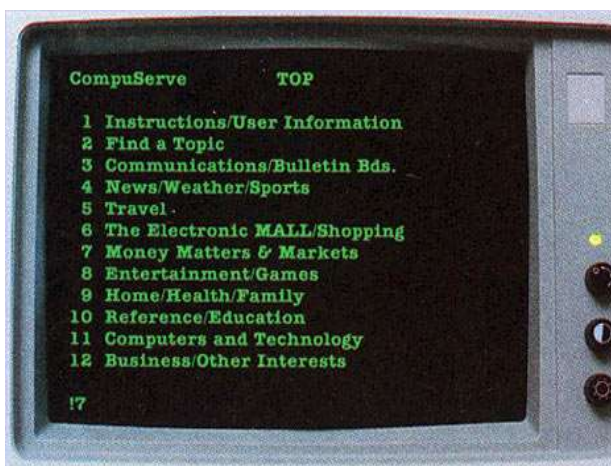 CompuServe TOP
1 Instructions/User Information
2 Find a Topic
3 Communications/Bulletin Bds.
4 News/Weather/Sports
5 Travel
6 The Electronic MALL/Shopping
7 Money Matters & Markets
8 Entertainment/Games
9 Home/Health/Family
10 Reference/Education
11 Computers and Technology
12 Business/Other Interests
!7